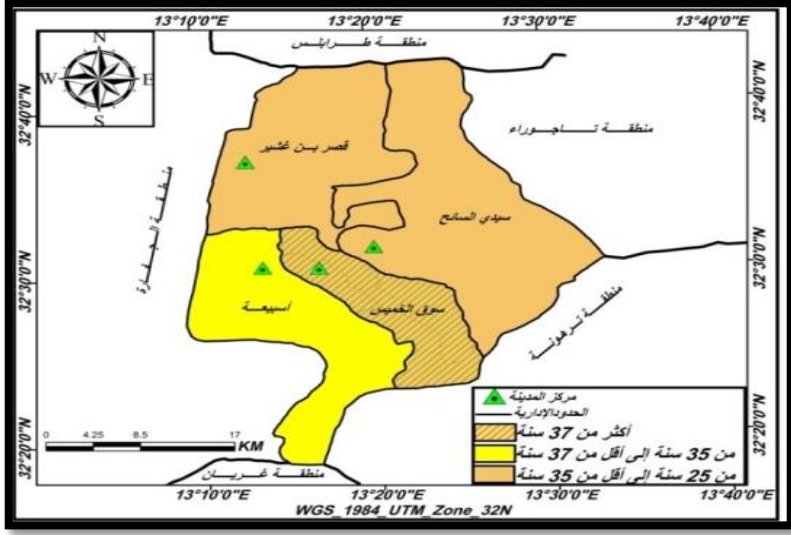 13°10'0"E 13°20'0"E 13°30'0"E 13°40'0"E
N
W E
S
منطقة طرابلس
32°40'0"N
32°40'0"N
منطقة تاجوراء
قصر بن غشير
سيدي السائح
منطقة الجفارة
32°30'0"N
32°30'0"N
أسبيعة
سوق الخميس
منطقة ترهونة
مركز المدينة
الحدود الإدارية
أكثر من 37 سنة
من 35 سنة إلى أقل من 37 سنة
من 25 سنة إلى أقل من 35 سنة
32°20'0"N
32°20'0"N
0 4.25 8.5 17
KM
منطقة غريان
13°10'0"E 13°20'0"E 13°30'0"E 13°40'0"E
WGS_1984_UTM_Zone_32N